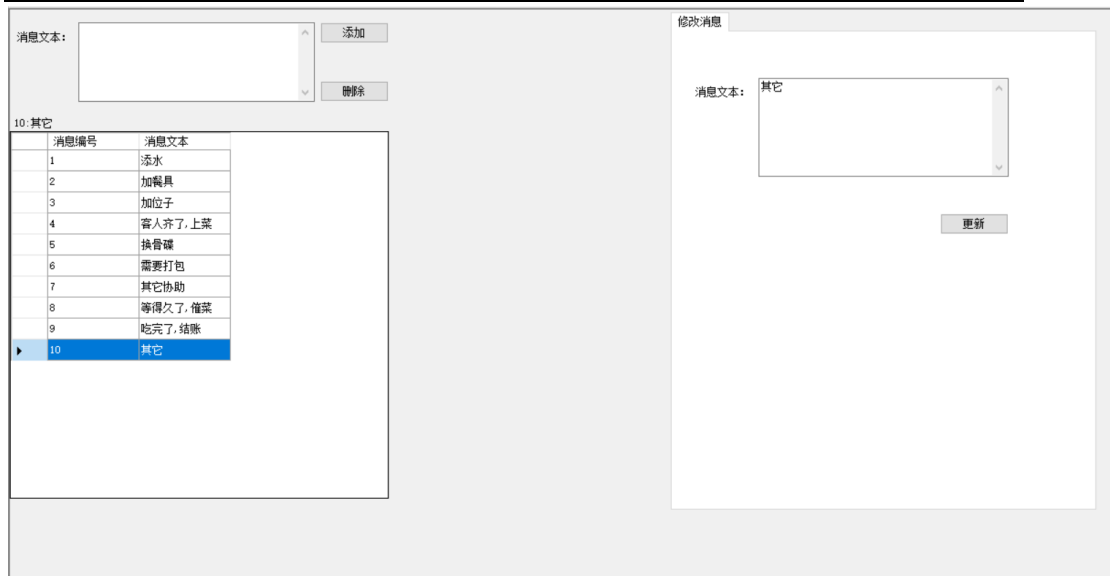 消息文本:
添加
删除
10:其它
消息编号 消息文本
1 添水
2 加餐具
3 加位子
4 客人齐了,上菜
5 换骨碟
6 需要打包
7 其它协助
8 等得久了,催菜
9 吃完了,结账
10 其它
修改消息
消息文本: 其它
更新